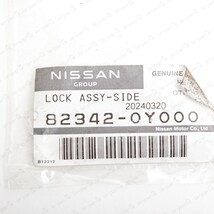 NISSAN
GROUP
GENUINE
LOCK ASSY-SIDE
20240320
82342-0Y000
Nissan Motor Co., Ltd.